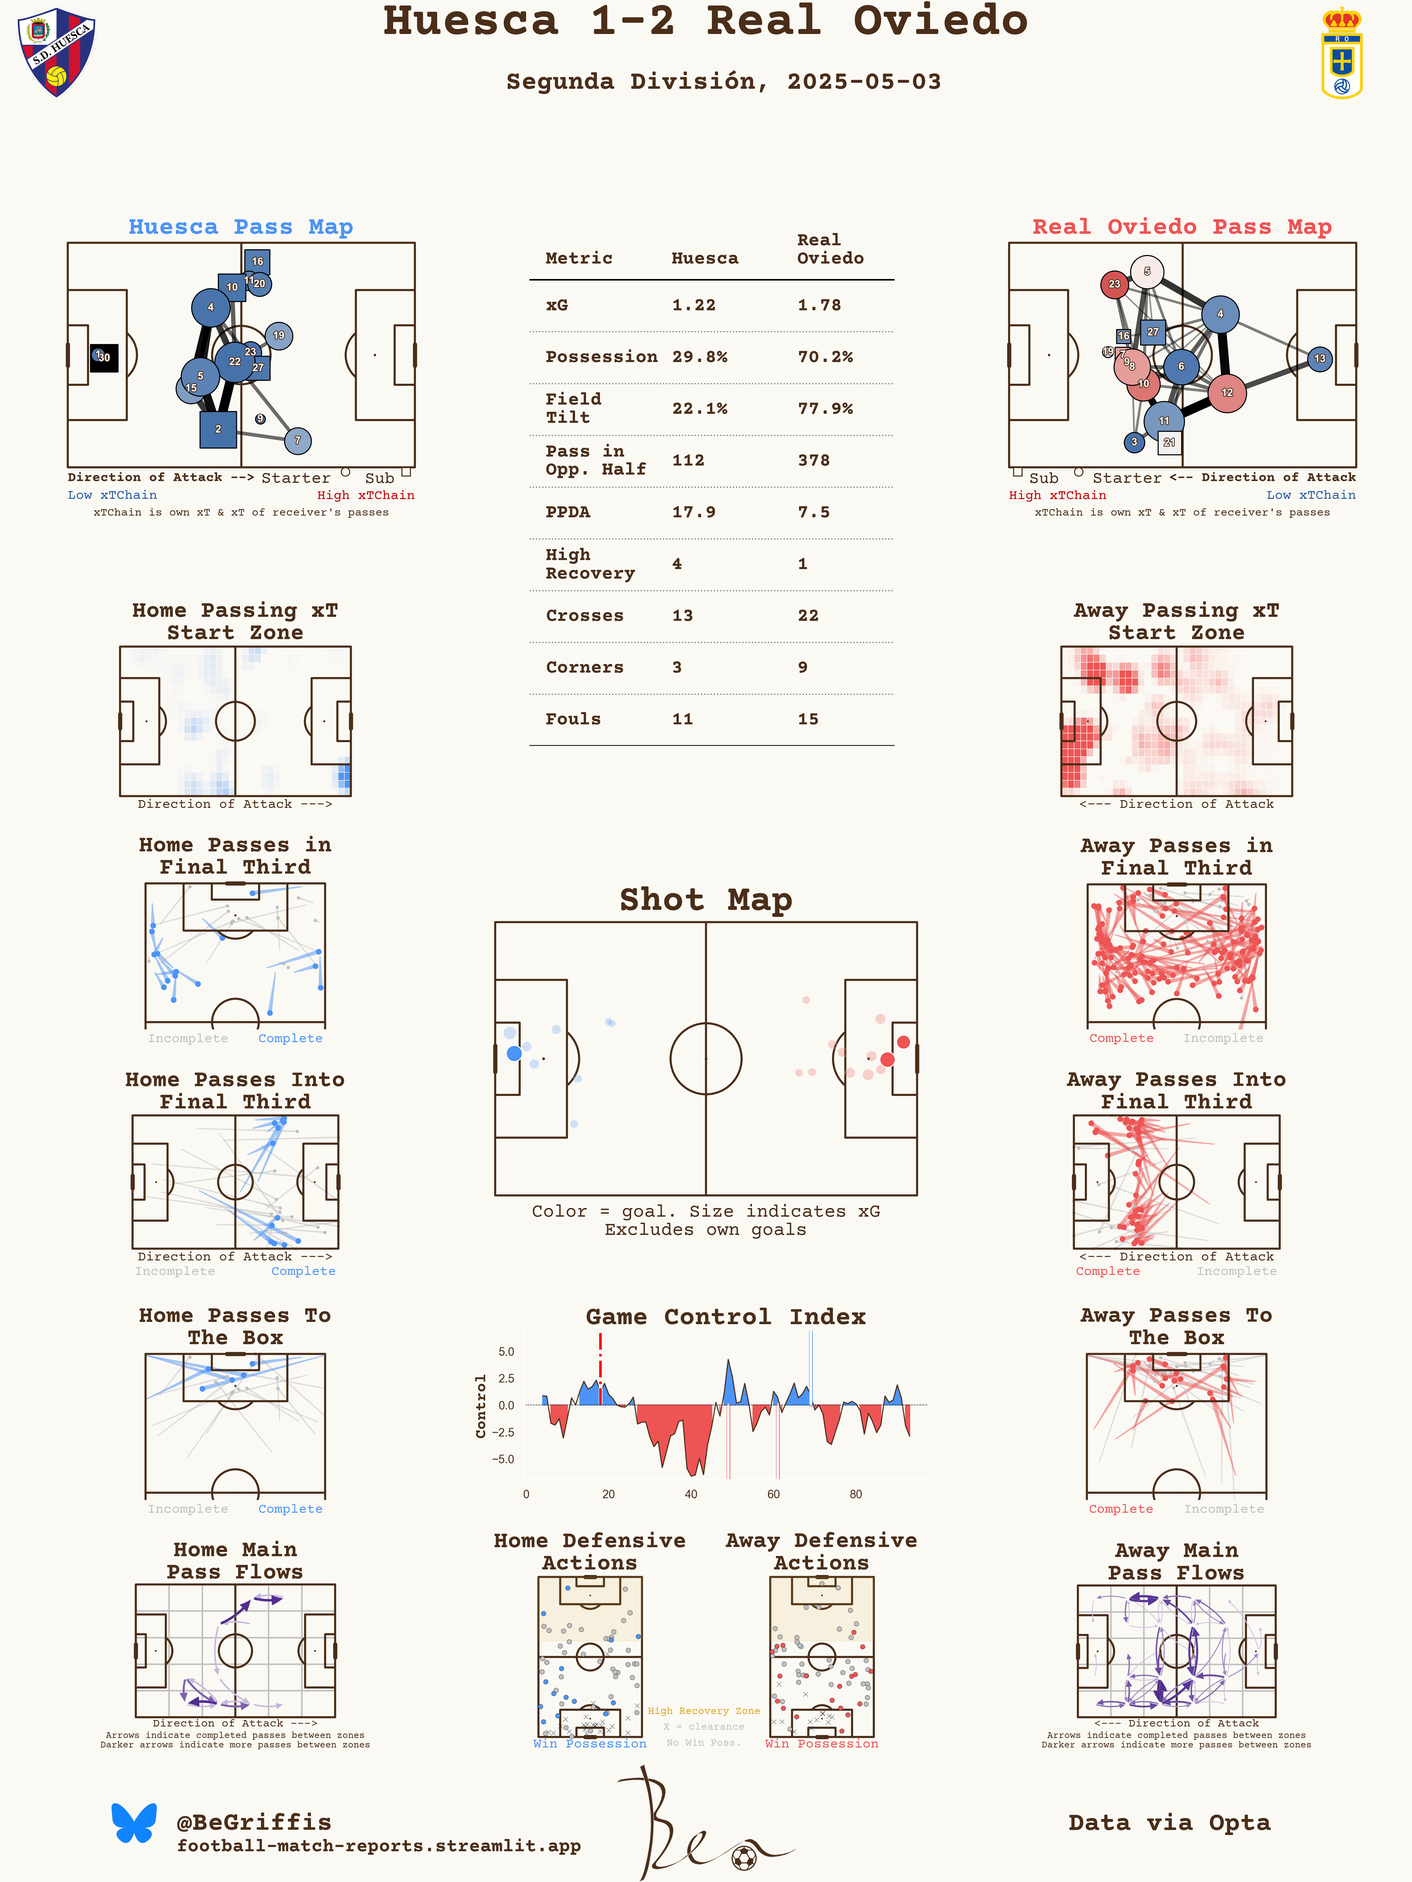 Huesca 1-2 Real Oviedo
Segunda División, 2025-05-03
S.D. HUESCA
R O
Huesca Pass Map
16
11
20
10
4
19
23
22
27
1
30
5
15
2
9
7
Direction of Attack --> Starter Sub
Low xTChain High xTChain
xTChain is own xT & xT of receiver's passes
Metric Huesca Real Oviedo
xG 1.22 1.78
Possession 29.8% 70.2%
Field Tilt 22.1% 77.9%
Pass in Opp. Half 112 378
PPDA 17.9 7.5
High Recovery 4 1
Crosses 13 22
Corners 3 9
Fouls 11 15
Real Oviedo Pass Map
5
23
4
16
27
19
7
9
8
6
13
10
12
11
3
21
Sub Starter <-- Direction of Attack
High xTChain Low xTChain
xTChain is own xT & xT of receiver's passes
Home Passing xT
Start Zone
Direction of Attack --->
Away Passing xT
Start Zone
<--- Direction of Attack
Home Passes in
Final Third
Incomplete Complete
Away Passes in
Final Third
Complete Incomplete
Shot Map
Color = goal. Size indicates xG
Excludes own goals
Home Passes Into
Final Third
Direction of Attack --->
Incomplete Complete
Away Passes Into
Final Third
<--- Direction of Attack
Complete Incomplete
Home Passes To
The Box
Incomplete Complete
Game Control Index
Control
5.0
2.5
0.0
−2.5
−5.0
0 20 40 60 80
Away Passes To
The Box
Complete Incomplete
Home Main
Pass Flows
Direction of Attack --->
Arrows indicate completed passes between zones
Darker arrows indicate more passes between zones
Home Defensive
Actions
Win Possession
High Recovery Zone
X = clearance
No Win Poss.
Away Defensive
Actions
Win Possession
Away Main
Pass Flows
<--- Direction of Attack
Arrows indicate completed passes between zones
Darker arrows indicate more passes between zones
@BeGriffis
football-match-reports.streamlit.app
Ben
Data via Opta